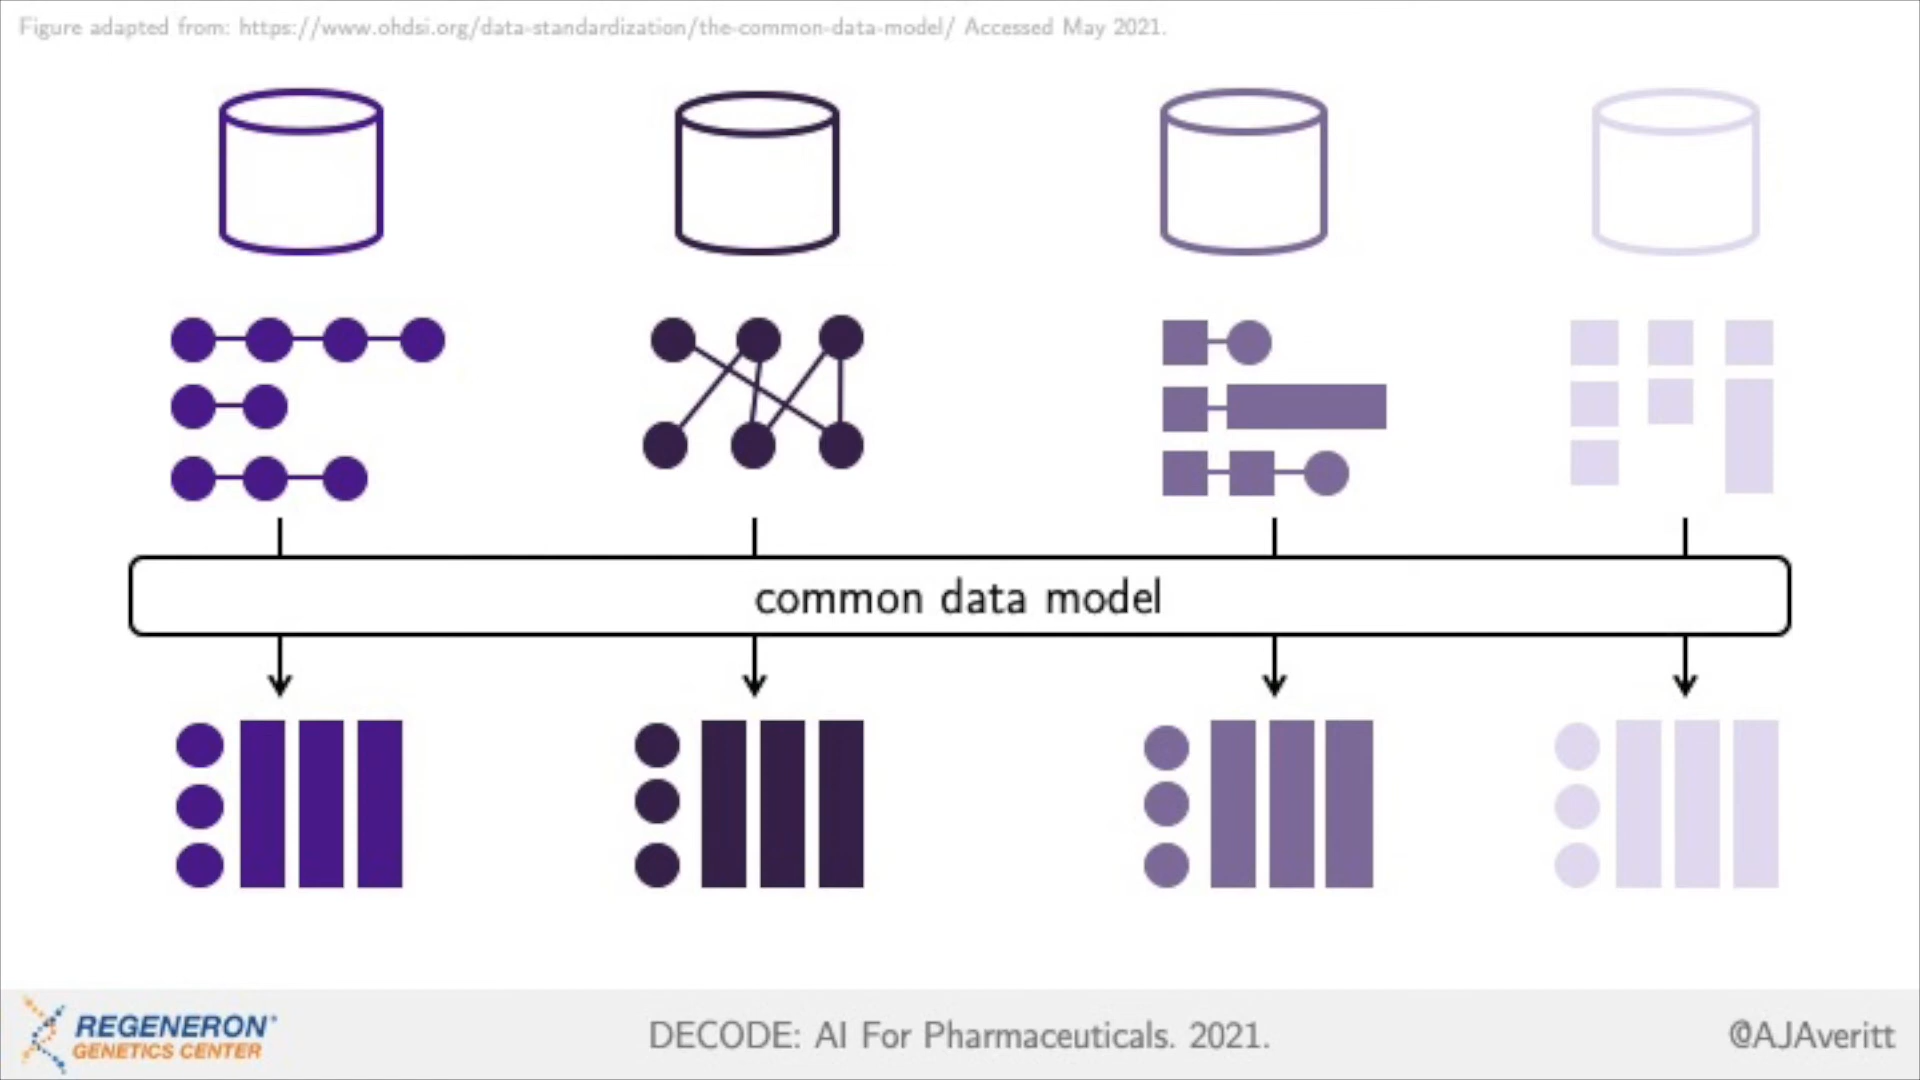 Figure adapted from: https://www.ohdsi.org/data-standardization/the-common-data-model/ Accessed May 2021.
common data model
REGENERON®
GENETICS CENTER
DECODE: AI For Pharmaceuticals. 2021.
@AJAveritt